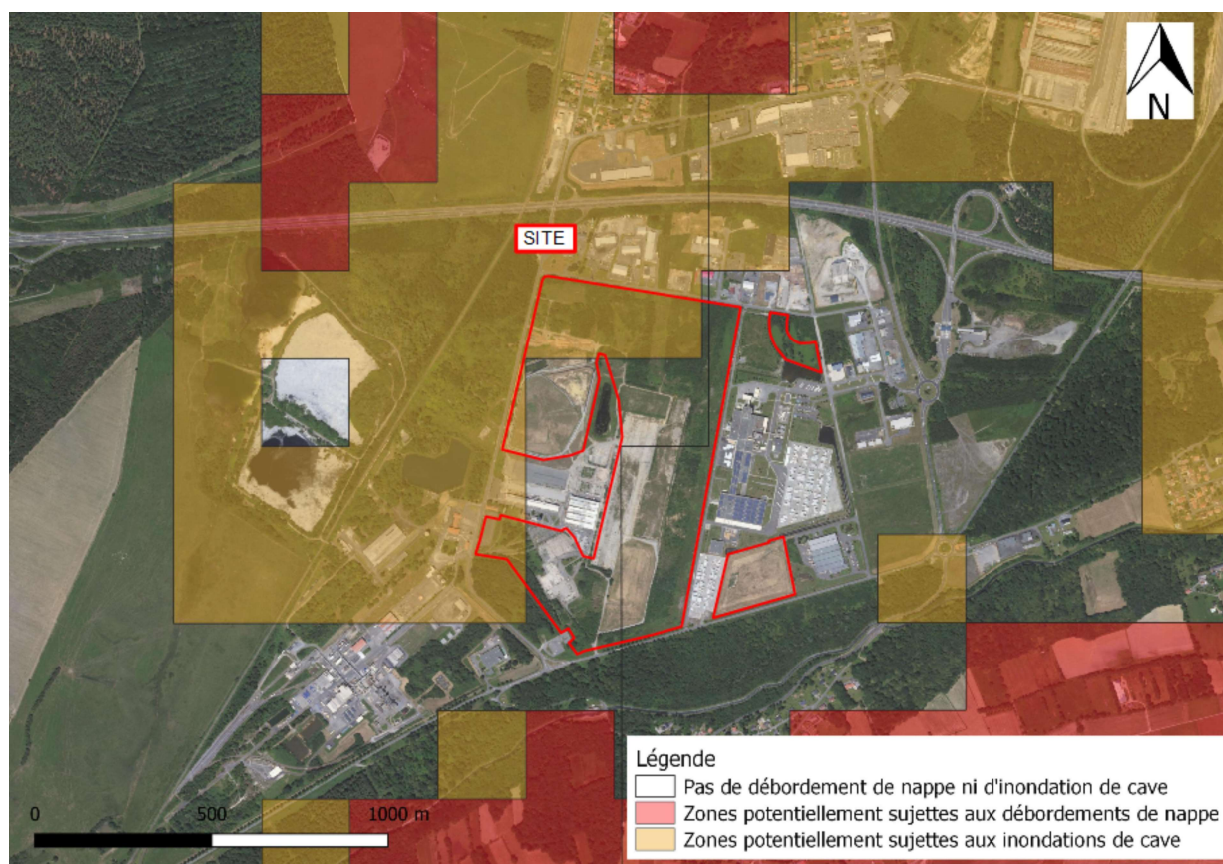 N
SITE
Légende
Pas de débordement de nappe ni d'inondation de cave
Zones potentiellement sujettes aux débordements de nappe
Zones potentiellement sujettes aux inondations de cave
0 500 1000 m